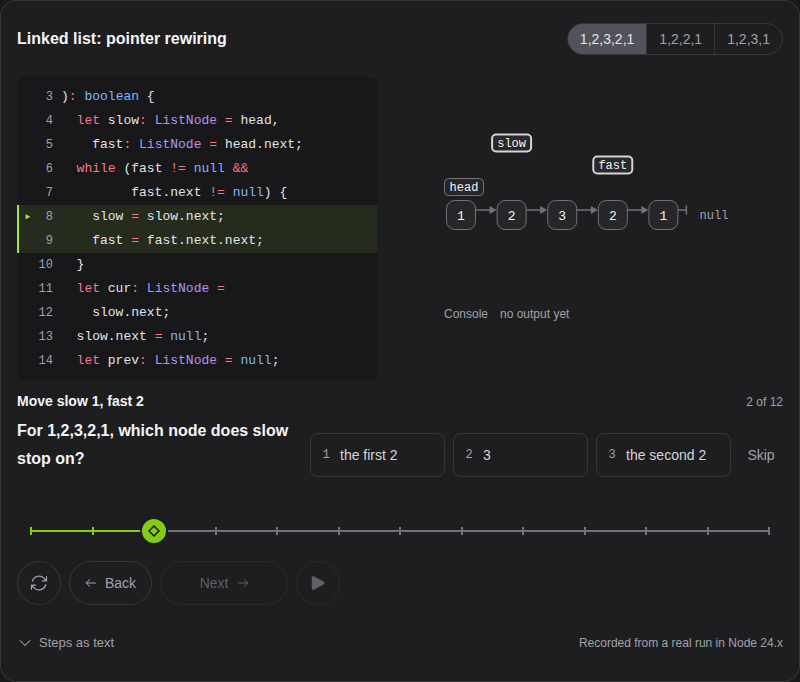 Linked list: pointer rewiring
1,2,3,2,1 1,2,2,1 1,2,3,1
3 ): boolean {
4 let slow: ListNode = head,
5 fast: ListNode = head.next;
6 while (fast != null &&
7 fast.next != null) {
8 slow = slow.next;
9 fast = fast.next.next;
10 }
11 let cur: ListNode =
12 slow.next;
13 slow.next = null;
14 let prev: ListNode = null;
slow
fast
head
1 2 3 2 1 null
Console no output yet
Move slow 1, fast 2
2 of 12
For 1,2,3,2,1, which node does slow
stop on?
1 the first 2
2 3
3 the second 2
Skip
Back
Next
Steps as text
Recorded from a real run in Node 24.x